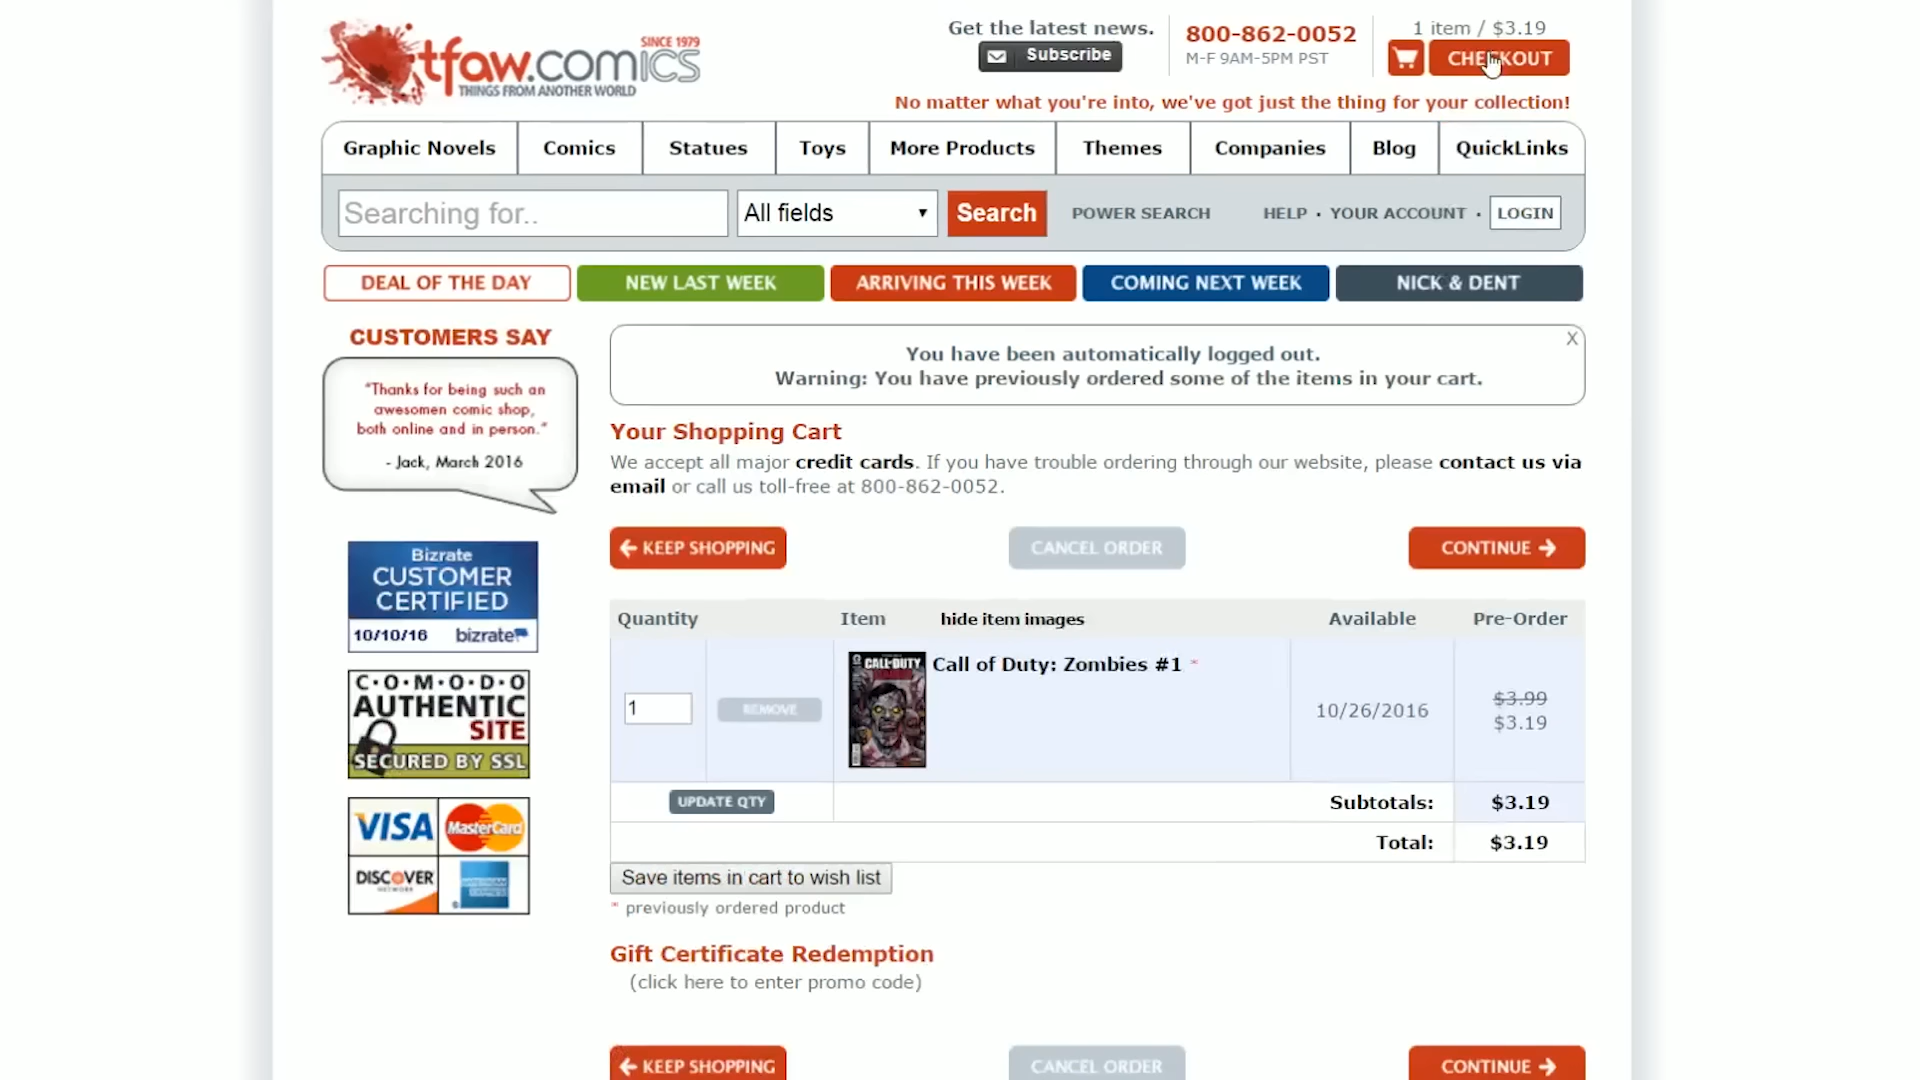 SINCE 1979
tfaw.comics
THINGS FROM ANOTHER WORLD
Get the latest news.
Subscribe
800-862-0052
M-F 9AM-5PM PST
1 item / $3.19
CHECKOUT
No matter what you're into, we've got just the thing for your collection!
Graphic Novels Comics Statues Toys More Products Themes Companies Blog QuickLinks
Searching for.. All fields Search POWER SEARCH HELP · YOUR ACCOUNT · LOGIN
DEAL OF THE DAY NEW LAST WEEK ARRIVING THIS WEEK COMING NEXT WEEK NICK & DENT
CUSTOMERS SAY
"Thanks for being such an
awesomen comic shop,
both online and in person."
- Jack, March 2016
Bizrate
CUSTOMER
CERTIFIED
10/10/16 bizrate
C·O·M·O·D·O
AUTHENTIC
SITE
SECURED BY SSL
VISA MasterCard
DISCOVER
NETWORK
X
You have been automatically logged out.
Warning: You have previously ordered some of the items in your cart.
Your Shopping Cart
We accept all major credit cards. If you have trouble ordering through our website, please contact us via
email or call us toll-free at 800-862-0052.
KEEP SHOPPING CANCEL ORDER CONTINUE
Quantity Item hide item images Available Pre-Order
CALL OF DUTY
Call of Duty: Zombies #1 *
1 REMOVE 10/26/2016 $3.99
$3.19
UPDATE QTY Subtotals: $3.19
Total: $3.19
Save items in cart to wish list
* previously ordered product
Gift Certificate Redemption
(click here to enter promo code)
KEEP SHOPPING CANCEL ORDER CONTINUE